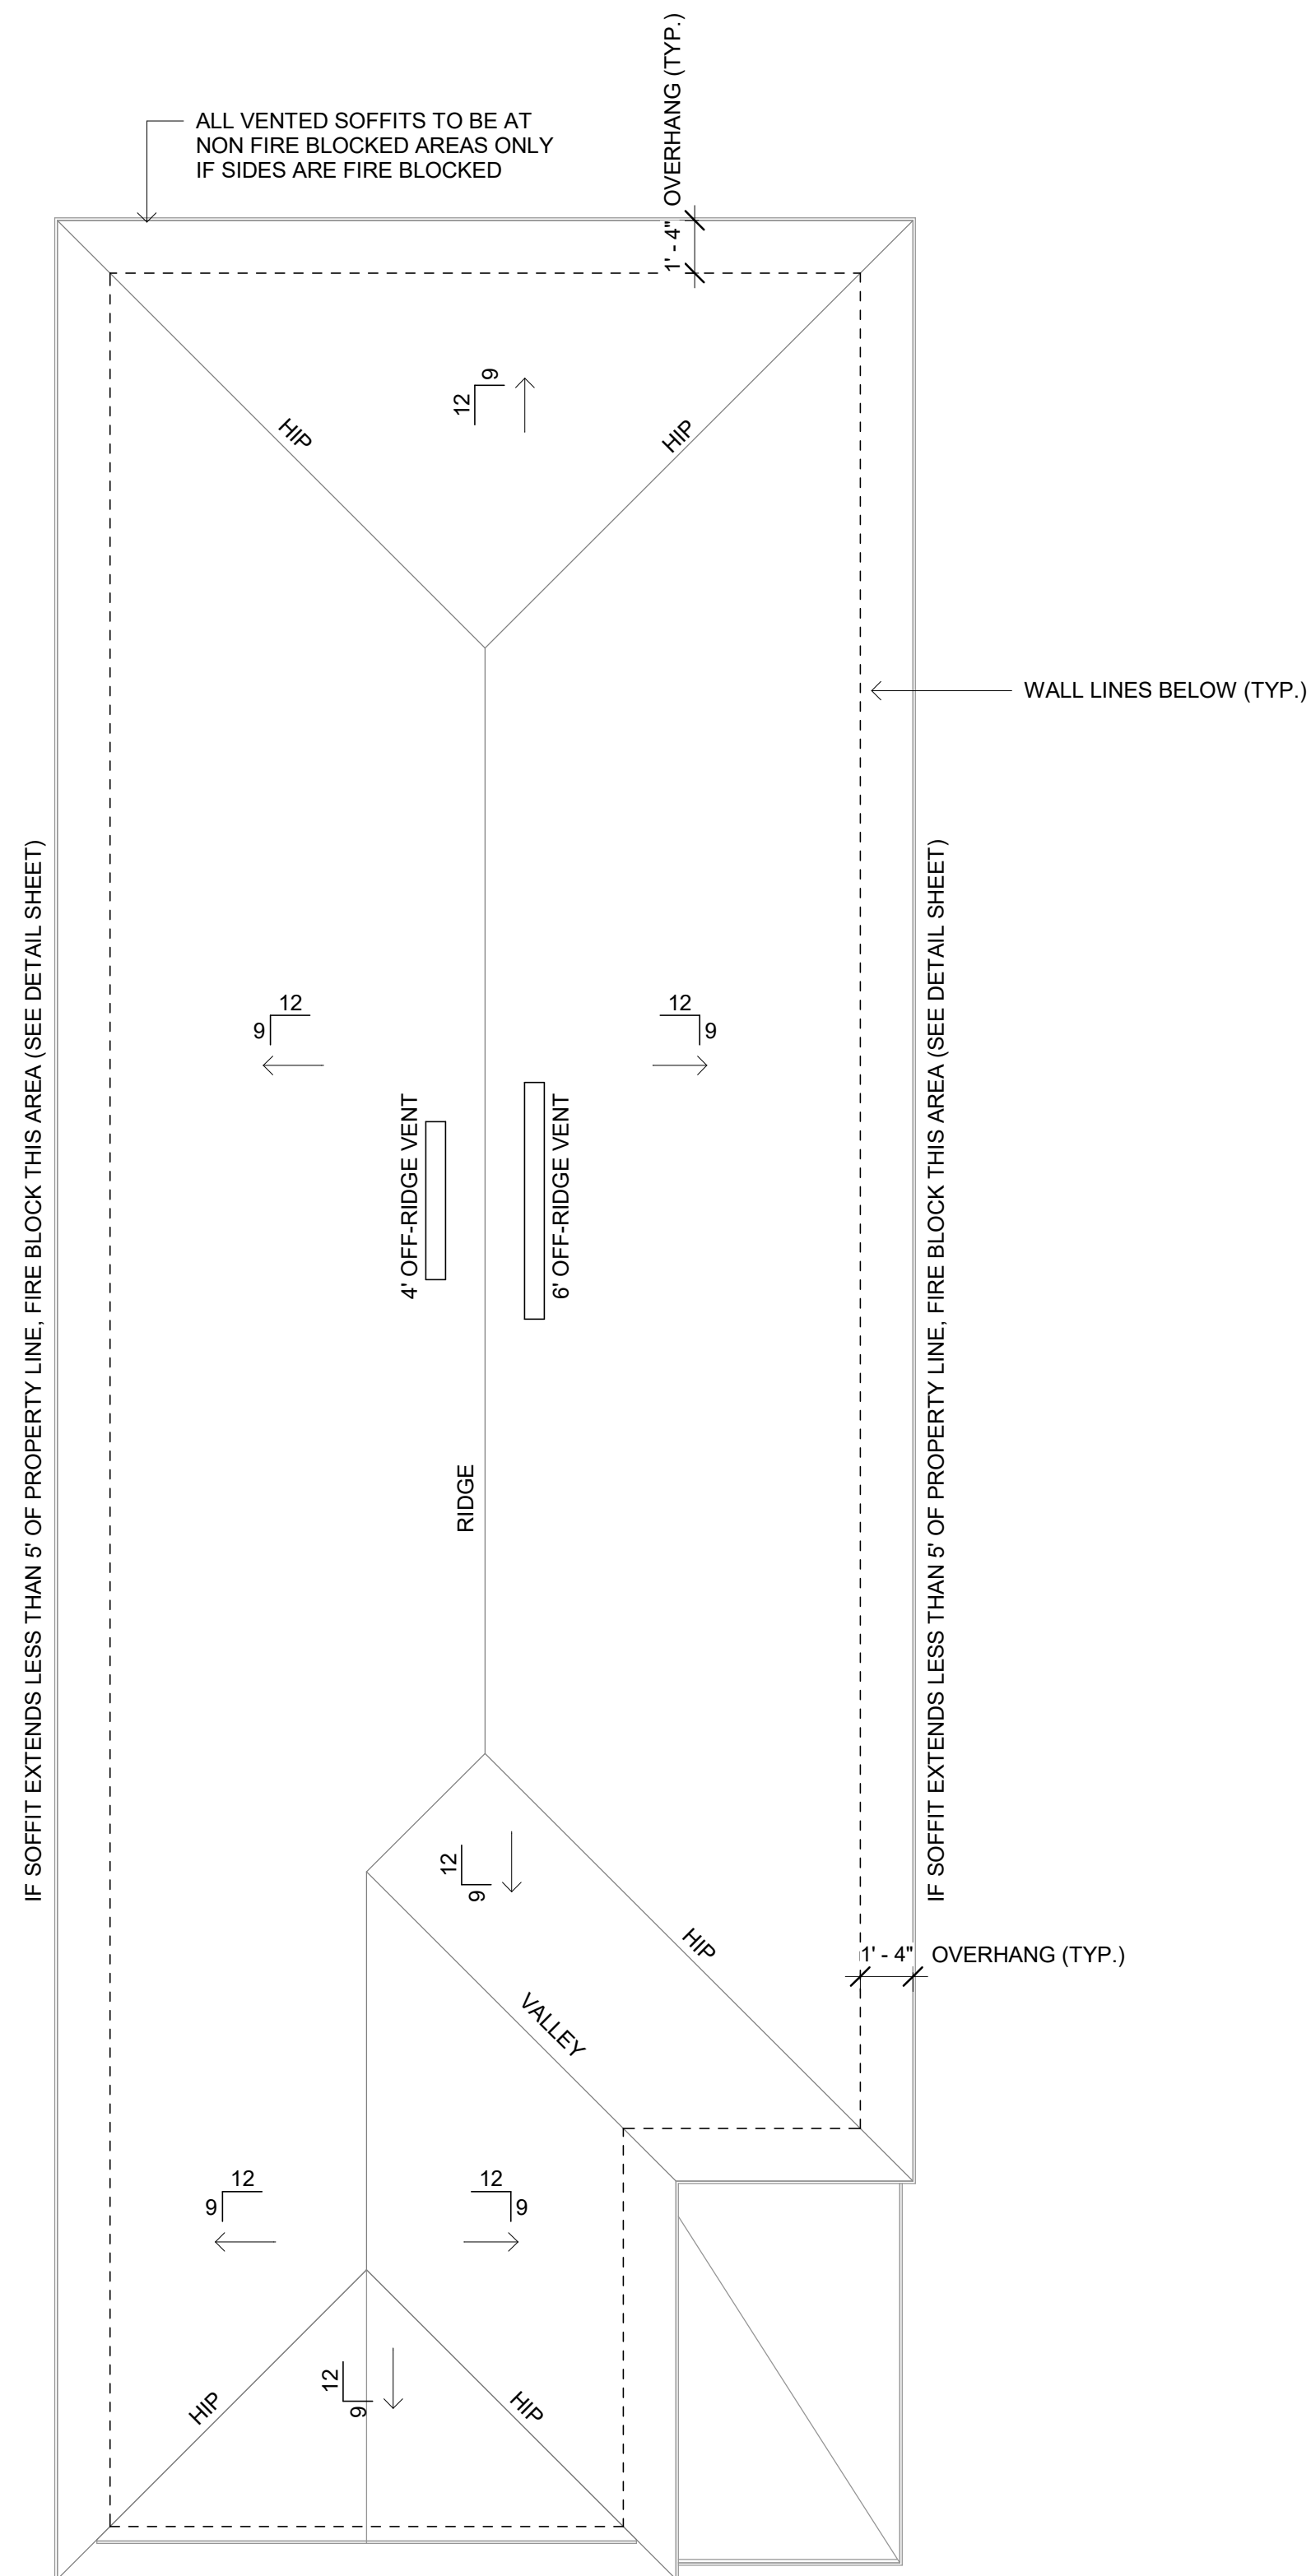 OVERHANG (TYP.)
1' - 4"
ALL VENTED SOFFITS TO BE AT
NON FIRE BLOCKED AREAS ONLY
IF SIDES ARE FIRE BLOCKED
9
12
HIP
HIP
WALL LINES BELOW (TYP.)
IF SOFFIT EXTENDS LESS THAN 5' OF PROPERTY LINE, FIRE BLOCK THIS AREA (SEE DETAIL SHEET)
IF SOFFIT EXTENDS LESS THAN 5' OF PROPERTY LINE, FIRE BLOCK THIS AREA (SEE DETAIL SHEET)
12
9
12
9
4' OFF-RIDGE VENT
6' OFF-RIDGE VENT
RIDGE
12
9
HIP
1' - 4" OVERHANG (TYP.)
VALLEY
12
9
12
9
12
9
HIP
HIP